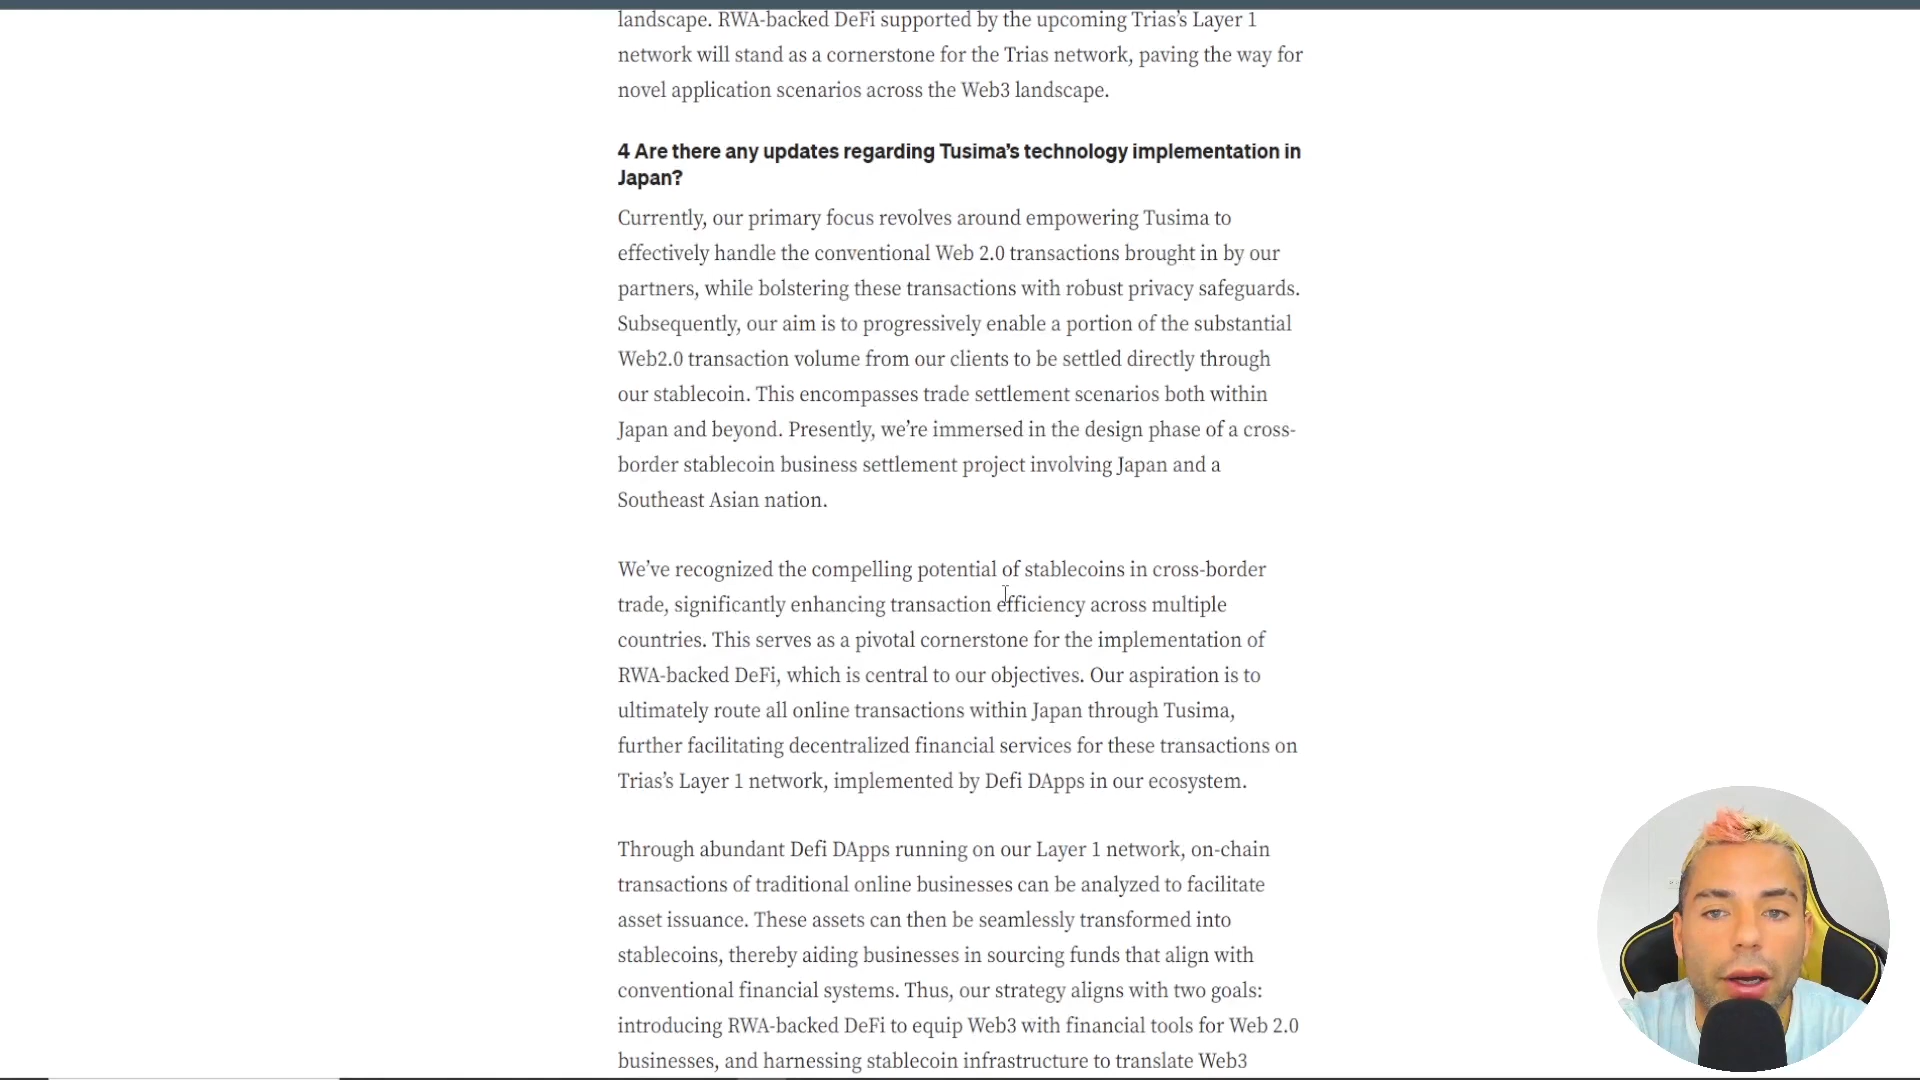 landscape. RWA-backed DeFi supported by the upcoming Trias’s Layer 1
network will stand as a cornerstone for the Trias network, paving the way for
novel application scenarios across the Web3 landscape.
4 Are there any updates regarding Tusima’s technology implementation in
Japan?
Currently, our primary focus revolves around empowering Tusima to
effectively handle the conventional Web 2.0 transactions brought in by our
partners, while bolstering these transactions with robust privacy safeguards.
Subsequently, our aim is to progressively enable a portion of the substantial
Web2.0 transaction volume from our clients to be settled directly through
our stablecoin. This encompasses trade settlement scenarios both within
Japan and beyond. Presently, we’re immersed in the design phase of a cross-
border stablecoin business settlement project involving Japan and a
Southeast Asian nation.
We’ve recognized the compelling potential of stablecoins in cross-border
trade, significantly enhancing transaction efficiency across multiple
countries. This serves as a pivotal cornerstone for the implementation of
RWA-backed DeFi, which is central to our objectives. Our aspiration is to
ultimately route all online transactions within Japan through Tusima,
further facilitating decentralized financial services for these transactions on
Trias’s Layer 1 network, implemented by Defi DApps in our ecosystem.
Through abundant Defi DApps running on our Layer 1 network, on-chain
transactions of traditional online businesses can be analyzed to facilitate
asset issuance. These assets can then be seamlessly transformed into
stablecoins, thereby aiding businesses in sourcing funds that align with
conventional financial systems. Thus, our strategy aligns with two goals:
introducing RWA-backed DeFi to equip Web3 with financial tools for Web 2.0
businesses, and harnessing stablecoin infrastructure to translate Web3